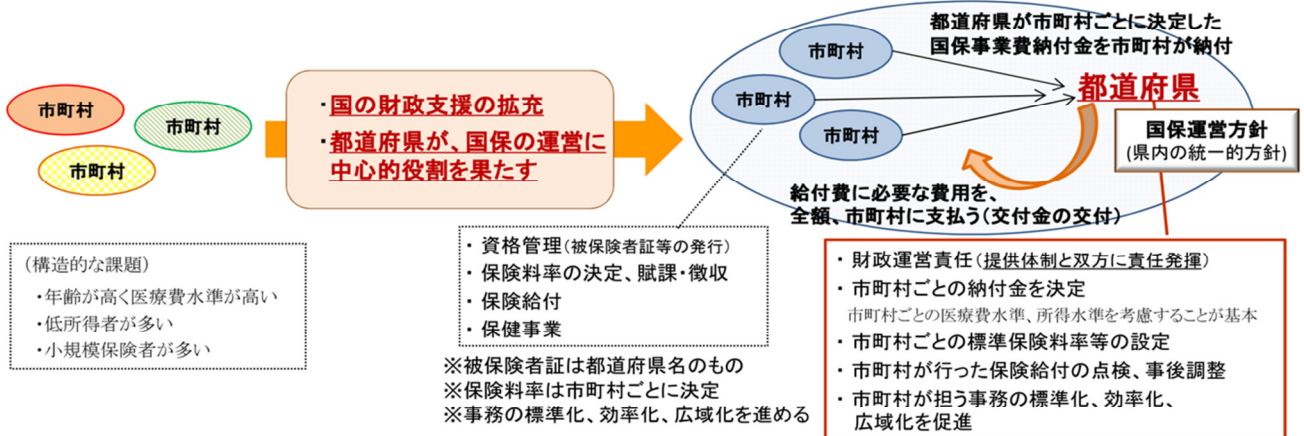 市町村
市町村
市町村
・国の財政支援の拡充
・都道府県が、国保の運営に
中心的役割を果たす
都道府県が市町村ごとに決定した
国保事業費納付金を市町村が納付
市町村
市町村
市町村
都道府県
国保運営方針
(県内の統一的方針)
給付費に必要な費用を、
全額、市町村に支払う(交付金の交付)
(構造的な課題)
・年齢が高く医療費水準が高い
・低所得者が多い
・小規模保険者が多い
・ 資格管理(被保険者証等の発行)
・ 保険料率の決定、賦課・徴収
・ 保険給付
・ 保健事業
※被保険者証は都道府県名のもの
※保険料率は市町村ごとに決定
※事務の標準化、効率化、広域化を進める
・ 財政運営責任(提供体制と双方に責任発揮)
・ 市町村ごとの納付金を決定
市町村ごとの医療費水準、所得水準を考慮することが基本
・ 市町村ごとの標準保険料率等の設定
・ 市町村が行った保険給付の点検、事後調整
・ 市町村が担う事務の標準化、効率化、
広域化を促進